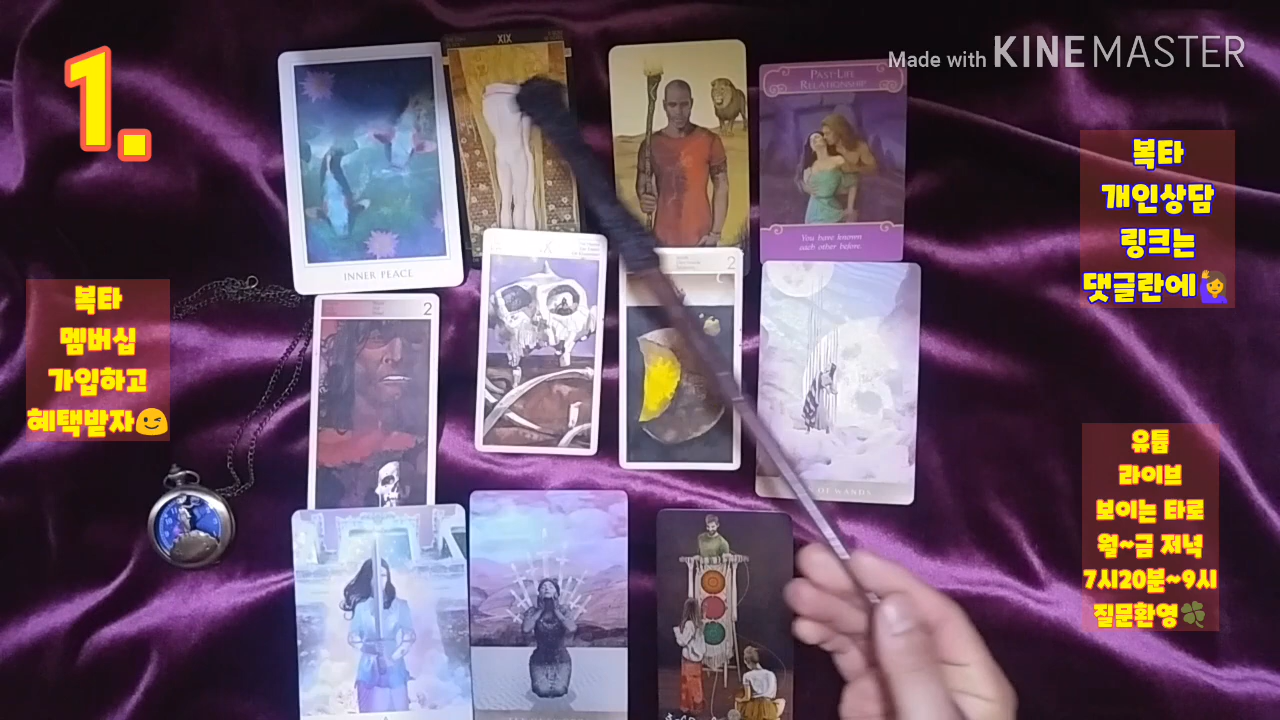 1.
Made with KINEMASTER
XIX
PAST-LIFE
RELATIONSHIP
You have known
each other before.
INNER PEACE
2
2
OF WANDS
복타
개인상담
링크는
댓글란에🙋‍♀️
복타
멤버십
가입하고
혜택받자😉
유튭
라이브
보이는 타로
월~금 저녁
7시20분~9시
질문환영🍀